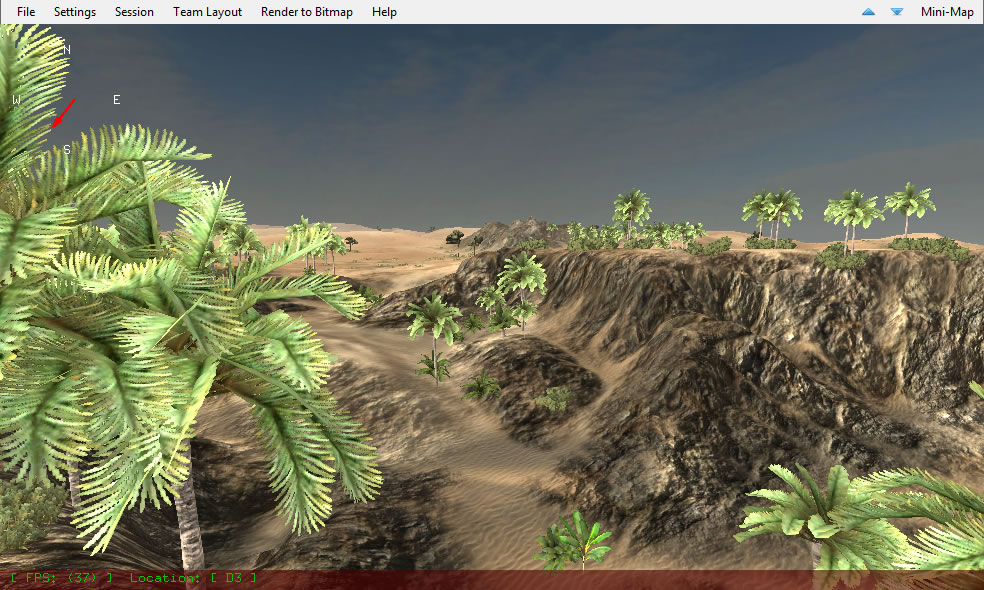 File Settings Session Team Layout Render to Bitmap Help Mini-Map
N
W E
S
[ FPS: (37) ] Location: [ D3 ]